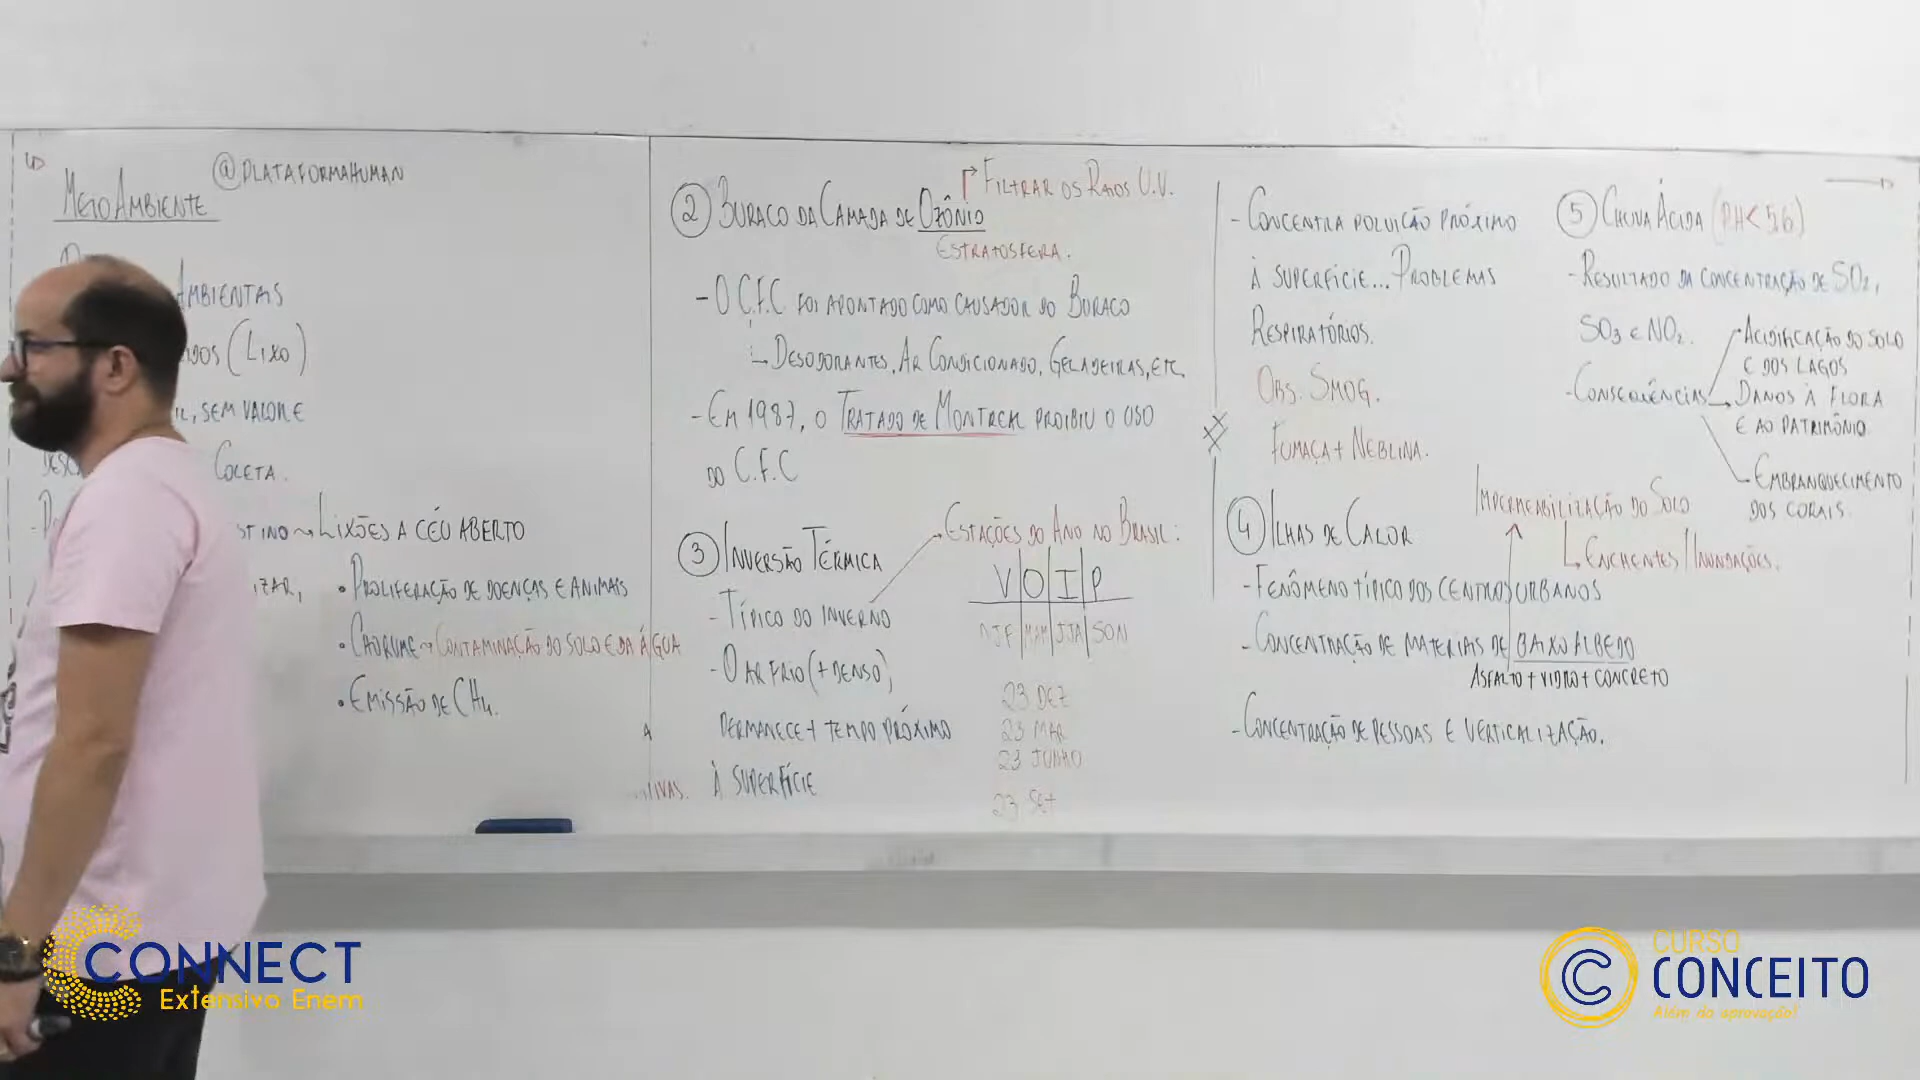 @PLATAFORMAHUMAN
MEIO AMBIENTE
AMBIENTAIS
(LIXO)
SEM VALOR E
COLETA.
LIXÕES A CÉU ABERTO
• PROLIFERAÇÃO DE DOENÇAS E ANIMAIS
• CHORUME → CONTAMINAÇÃO DO SOLO E DA ÁGUA
• EMISSÃO DE CH4.
② BURACO DA CAMADA DE OZÔNIO
FILTRAR OS RAIOS U.V.
ESTRATOSFERA.
- O C.F.C FOI APONTADO COMO CAUSADOR DO BURACO
DESODORANTES, AR CONDICIONADO, GELADEIRAS, ETC.
- EM 1987, O TRATADO DE MONTREAL PROIBIU O USO
DO C.F.C
③ INVERSÃO TÉRMICA
ESTAÇÕES DO ANO NO BRASIL:
V O I P
DJF MAM JJA SON
- TÍPICO DO INVERNO
- O AR FRIO (+ DENSO)
PERMANECE + TEMPO PRÓXIMO
À SUPERFÍCIE
23 DEZ
23 MAR
23 JUNHO
23 SET
- CONCENTRA POLUIÇÃO PRÓXIMO
À SUPERFÍCIE... PROBLEMAS
RESPIRATÓRIOS.
OBS. SMOG.
FUMAÇA + NEBLINA.
④ ILHAS DE CALOR
IMPERMEABILIZAÇÃO DO SOLO
ENCHENTES / INUNDAÇÕES.
- FENÔMENO TÍPICO DOS CENTROS URBANOS
- CONCENTRAÇÃO DE MATERIAIS DE BAIXO ALBEDO
ASFALTO + VIDRO + CONCRETO
- CONCENTRAÇÃO DE PESSOAS E VERTICALIZAÇÃO.
⑤ CHUVA ÁCIDA (PH < 5,6)
- RESULTADO DA CONCENTRAÇÃO DE SO2,
SO3 E NO2.
- CONSEQUÊNCIAS
ACIDIFICAÇÃO DO SOLO
E DOS LAGOS
DANOS À FLORA
E AO PATRIMÔNIO
EMBRANQUECIMENTO
DOS CORAIS.
CONNECT
Extensivo Enem
CURSO
CONCEITO
Além da aprovação!